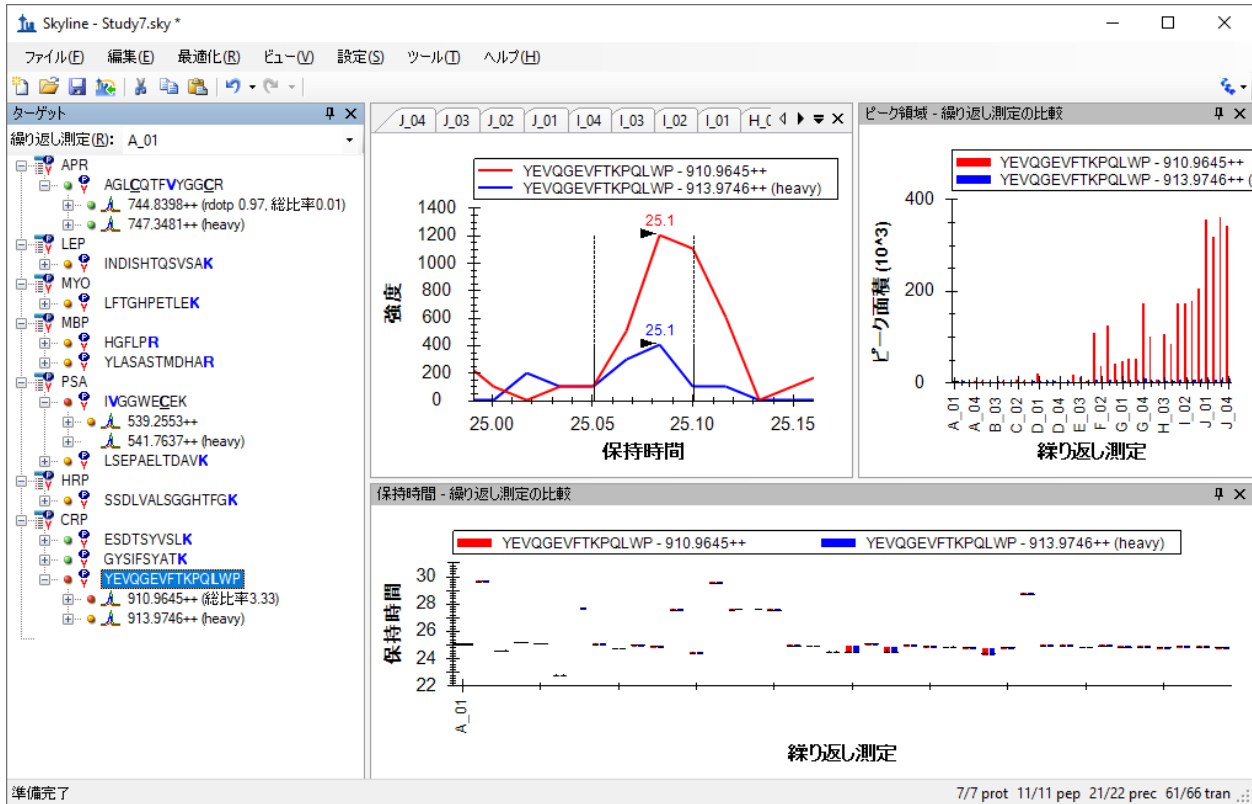 Skyline - Study7.sky *
ファイル(F) 編集(E) 最適化(R) ビュー(V) 設定(S) ツール(T) ヘルプ(H)
ターゲット
繰り返し測定(R): A_01
APR
AGLCQTFVYGGCR
744.8398++ (rdotp 0.97, 総比率0.01)
747.3481++ (heavy)
LEP
INDISHTQSVSAK
MYO
LFTGHPETLEK
MBP
HGFLPR
YLASASTMDHAR
PSA
IVGGWECEK
539.2553++
541.7637++ (heavy)
LSEPAELTDAVK
HRP
SSDLVALSGGHTFGK
CRP
ESDTSYVSLK
GYSIFSYATK
YEVQGEVFTKPQLWP
910.9645++ (総比率3.33)
913.9746++ (heavy)
J_04 J_03 J_02 J_01 I_04 I_03 I_02 I_01
YEVQGEVFTKPQLWP - 910.9645++
YEVQGEVFTKPQLWP - 913.9746++ (heavy)
1400
1200
1000
800
600
400
200
0
強度
25.1
25.1
25.00 25.05 25.10 25.15
保持時間
ピーク領域 - 繰り返し測定の比較
YEVQGEVFTKPQLWP - 910.9645++
YEVQGEVFTKPQLWP - 913.9746++ (
400
200
0
ピーク面積 (10^3)
A_01 A_04 B_03 C_02 D_01 D_04 E_03 F_02 G_01 G_04 H_03 I_02 J_01 J_04
繰り返し測定
保持時間 - 繰り返し測定の比較
YEVQGEVFTKPQLWP - 910.9645++ YEVQGEVFTKPQLWP - 913.9746++ (heavy)
30
28
26
24
22
保持時間
A_01
繰り返し測定
準備完了 7/7 prot 11/11 pep 21/22 prec 61/66 tran